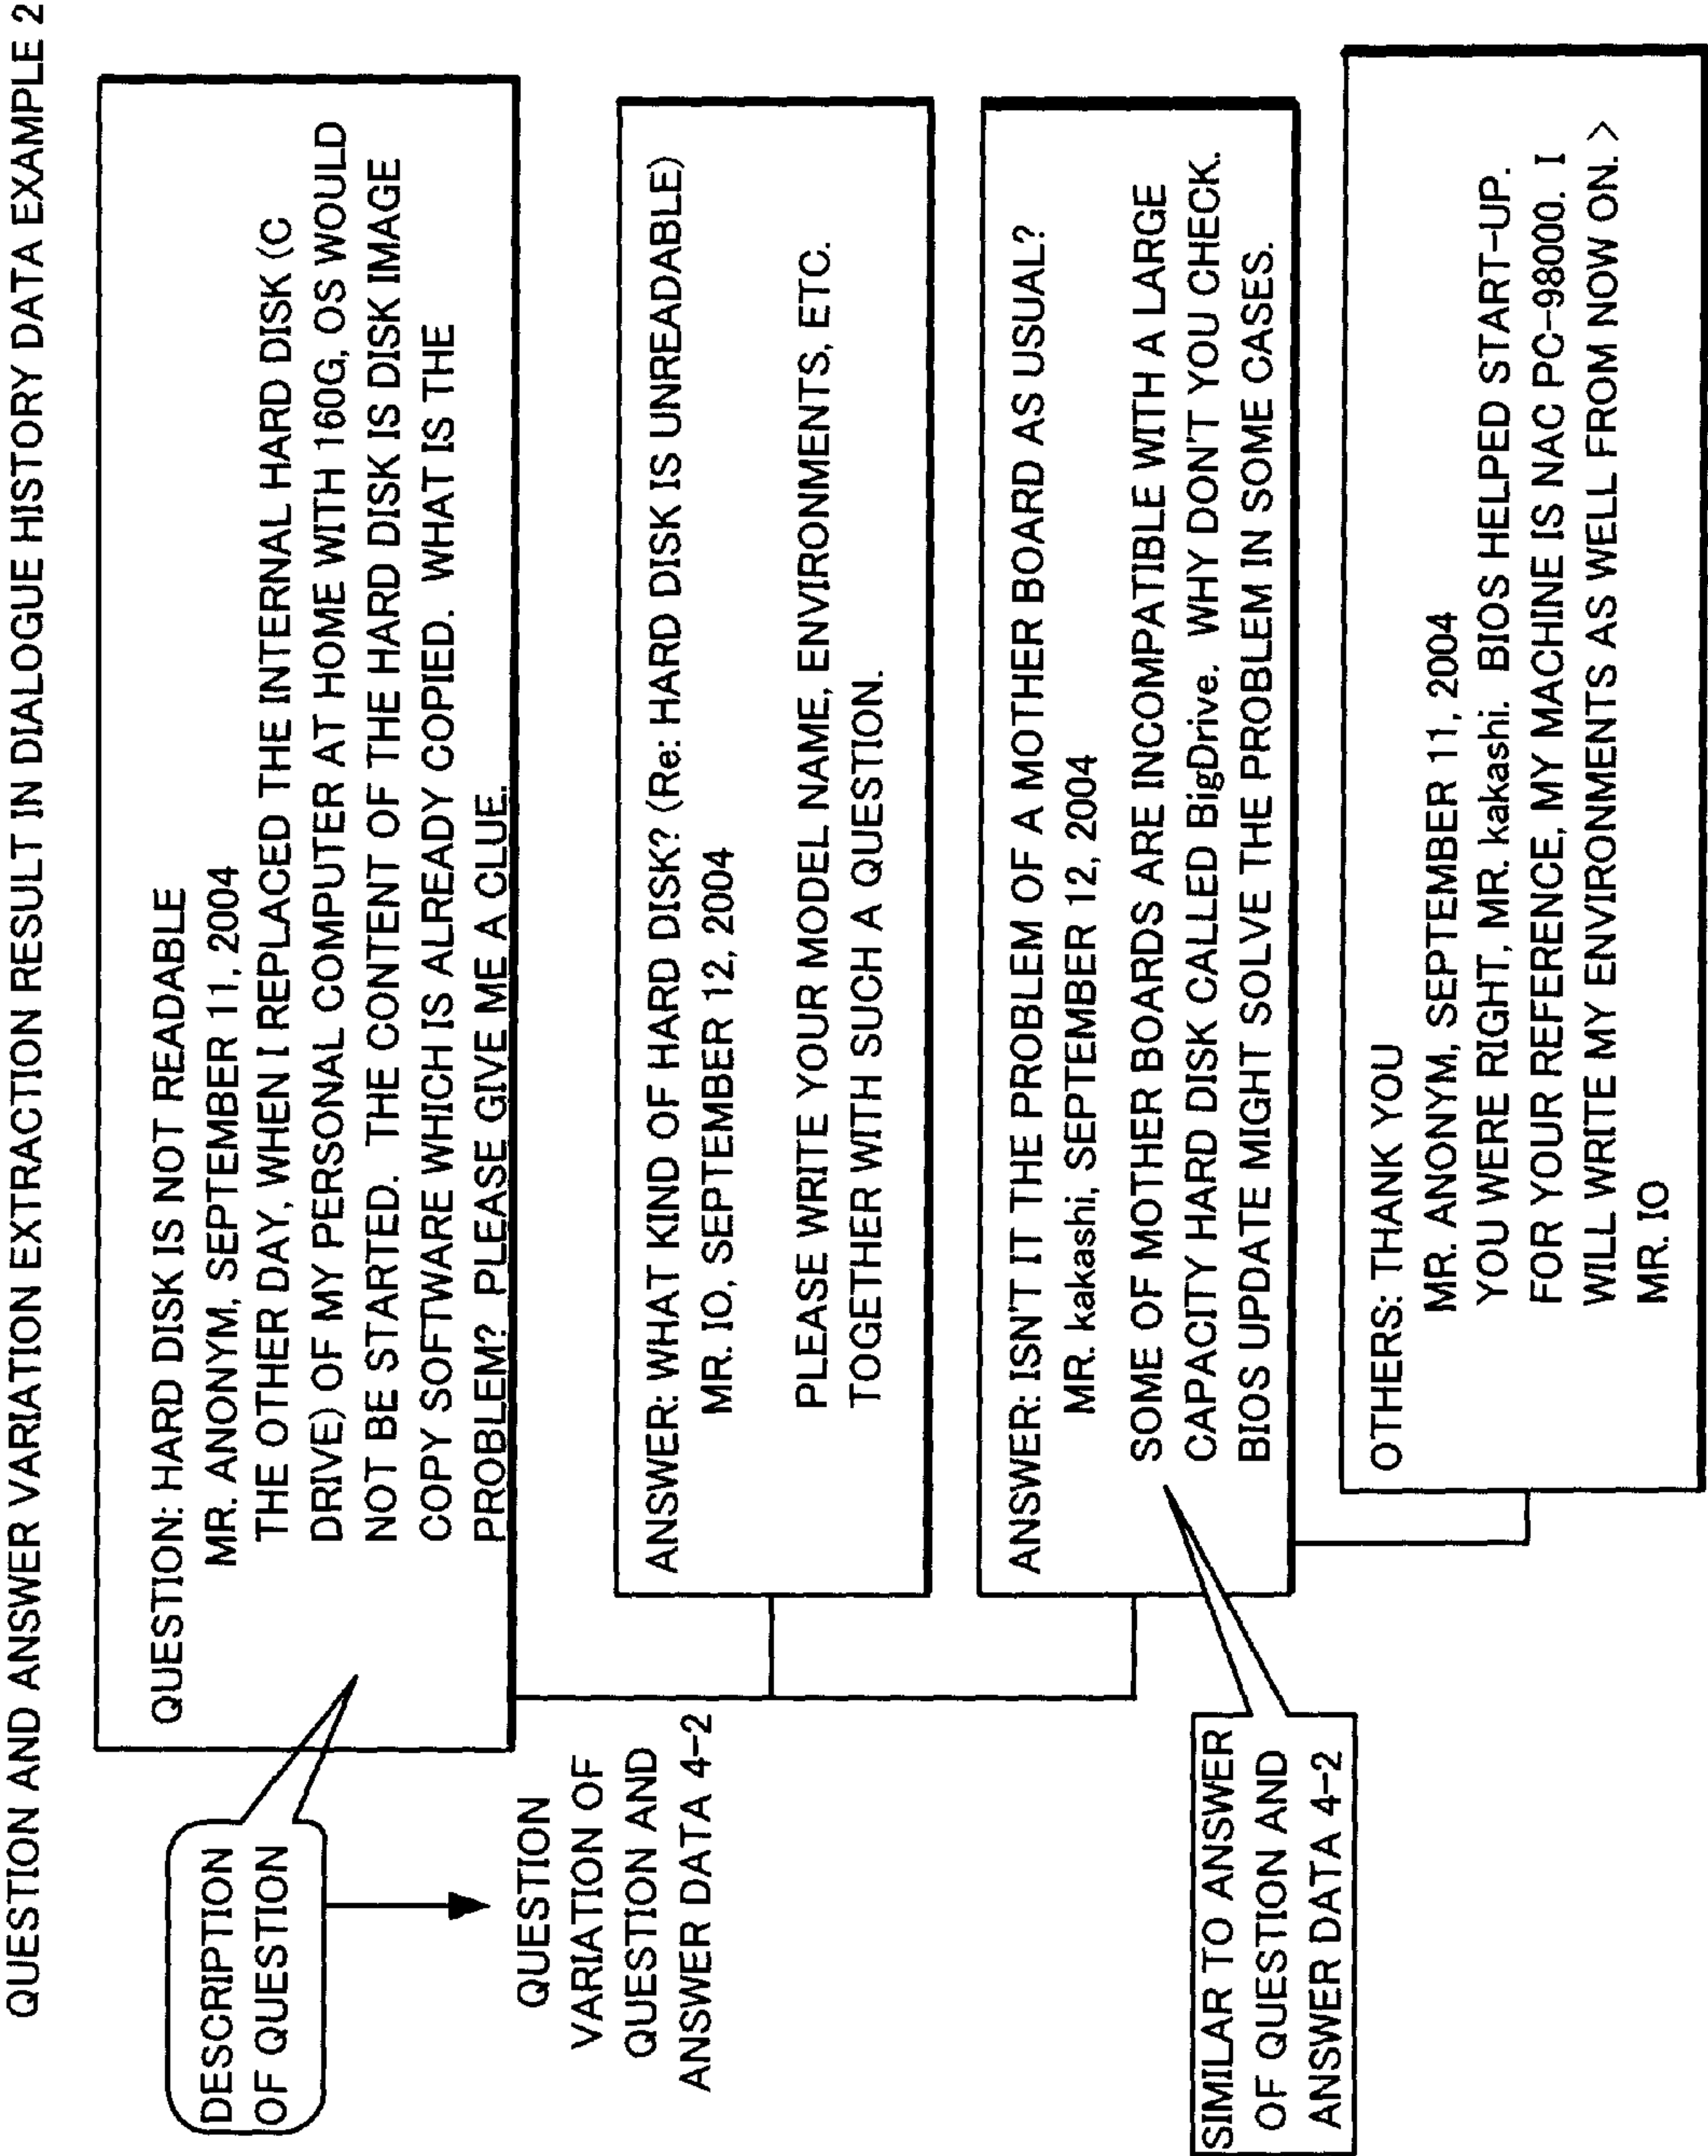 QUESTION AND ANSWER VARIATION EXTRACTION RESULT IN DIALOGUE HISTORY DATA EXAMPLE 2
DESCRIPTION
OF QUESTION
QUESTION: HARD DISK IS NOT READABLE
MR. ANONYM, SEPTEMBER 11, 2004
THE OTHER DAY, WHEN I REPLACED THE INTERNAL HARD DISK (C
DRIVE) OF MY PERSONAL COMPUTER AT HOME WITH 160G, OS WOULD
NOT BE STARTED. THE CONTENT OF THE HARD DISK IS DISK IMAGE
COPY SOFTWARE WHICH IS ALREADY COPIED. WHAT IS THE
PROBLEM? PLEASE GIVE ME A CLUE.
QUESTION
VARIATION OF
QUESTION AND
ANSWER DATA 4-2
ANSWER: WHAT KIND OF HARD DISK? (Re: HARD DISK IS UNREADABLE)
MR. IO, SEPTEMBER 12, 2004
PLEASE WRITE YOUR MODEL NAME, ENVIRONMENTS, ETC.
TOGETHER WITH SUCH A QUESTION.
ANSWER: ISN'T IT THE PROBLEM OF A MOTHER BOARD AS USUAL?
MR. kakashi, SEPTEMBER 12, 2004
SOME OF MOTHER BOARDS ARE INCOMPATIBLE WITH A LARGE
CAPACITY HARD DISK CALLED BigDrive. WHY DON'T YOU CHECK.
BIOS UPDATE MIGHT SOLVE THE PROBLEM IN SOME CASES.
SIMILAR TO ANSWER
OF QUESTION AND
ANSWER DATA 4-2
OTHERS: THANK YOU
MR. ANONYM, SEPTEMBER 11, 2004
YOU WERE RIGHT, MR. kakashi. BIOS HELPED START-UP.
FOR YOUR REFERENCE, MY MACHINE IS NAC PC-98000. I
WILL WRITE MY ENVIRONMENTS AS WELL FROM NOW ON. >
MR. IO